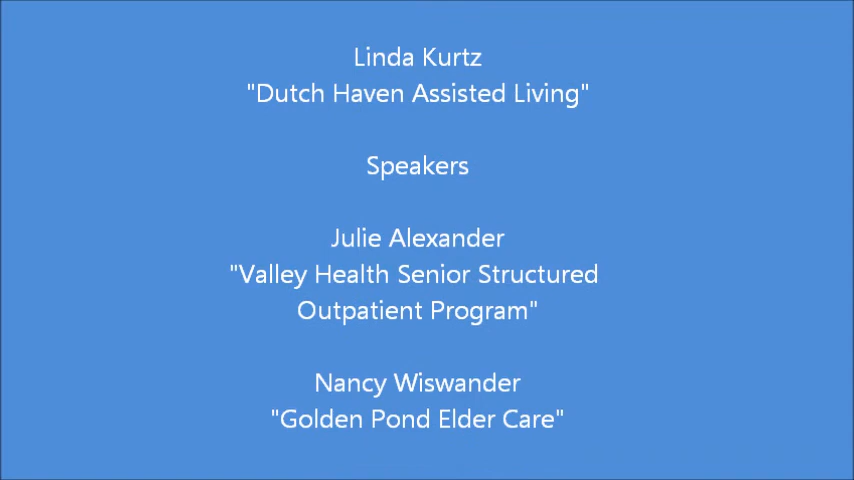 Linda Kurtz
"Dutch Haven Assisted Living"
Speakers
Julie Alexander
"Valley Health Senior Structured
Outpatient Program"
Nancy Wiswander
"Golden Pond Elder Care"